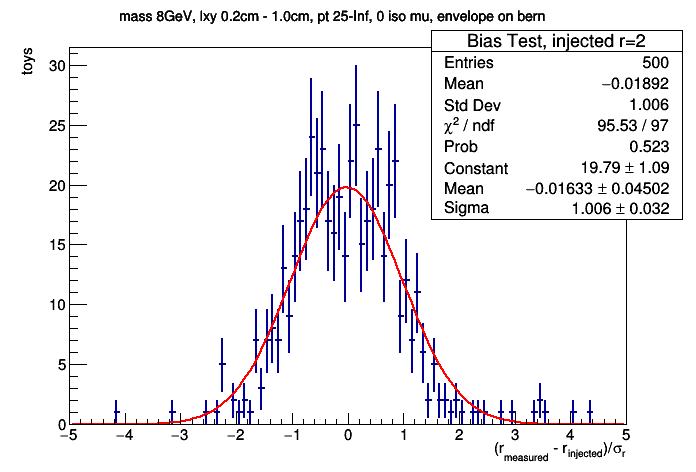 mass 8GeV, lxy 0.2cm - 1.0cm, pt 25-Inf, 0 iso mu, envelope on bern
Bias Test, injected r=2
Entries 500
Mean −0.01892
Std Dev 1.006
χ² / ndf 95.53 / 97
Prob 0.523
Constant 19.79 ± 1.09
Mean −0.01633 ± 0.04502
Sigma 1.006 ± 0.032
toys
30
25
20
15
10
5
0
−5 −4 −3 −2 −1 0 1 2 3 4 5
(r_measured - r_injected)/σ_r